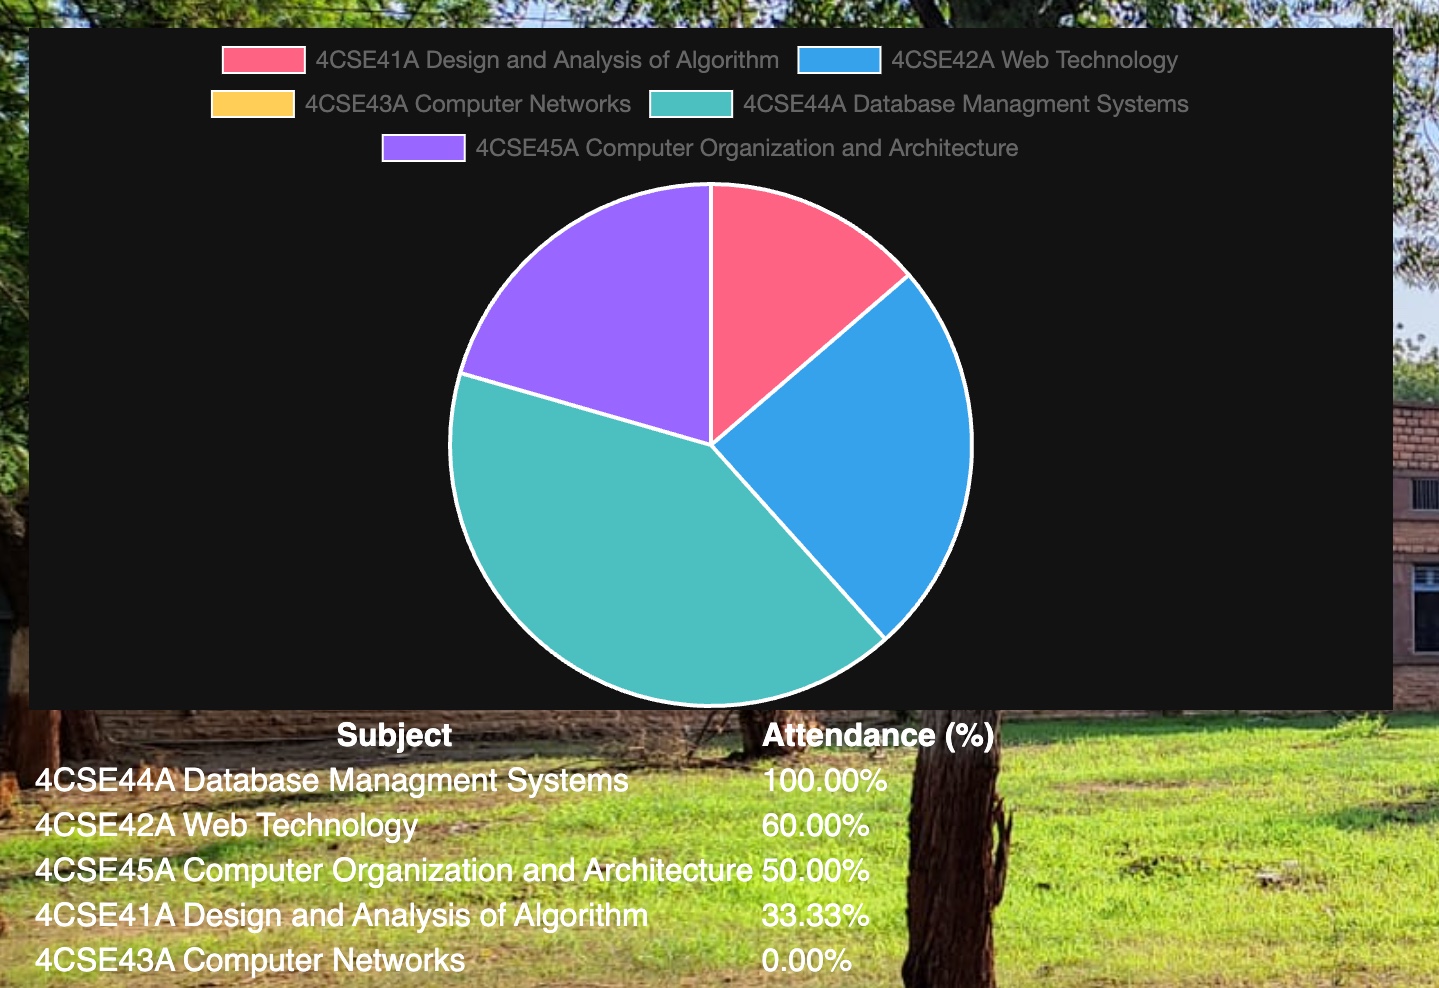 4CSE41A Design and Analysis of Algorithm 4CSE42A Web Technology
4CSE43A Computer Networks 4CSE44A Database Managment Systems
4CSE45A Computer Organization and Architecture
Subject Attendance (%)
4CSE44A Database Managment Systems 100.00%
4CSE42A Web Technology 60.00%
4CSE45A Computer Organization and Architecture 50.00%
4CSE41A Design and Analysis of Algorithm 33.33%
4CSE43A Computer Networks 0.00%